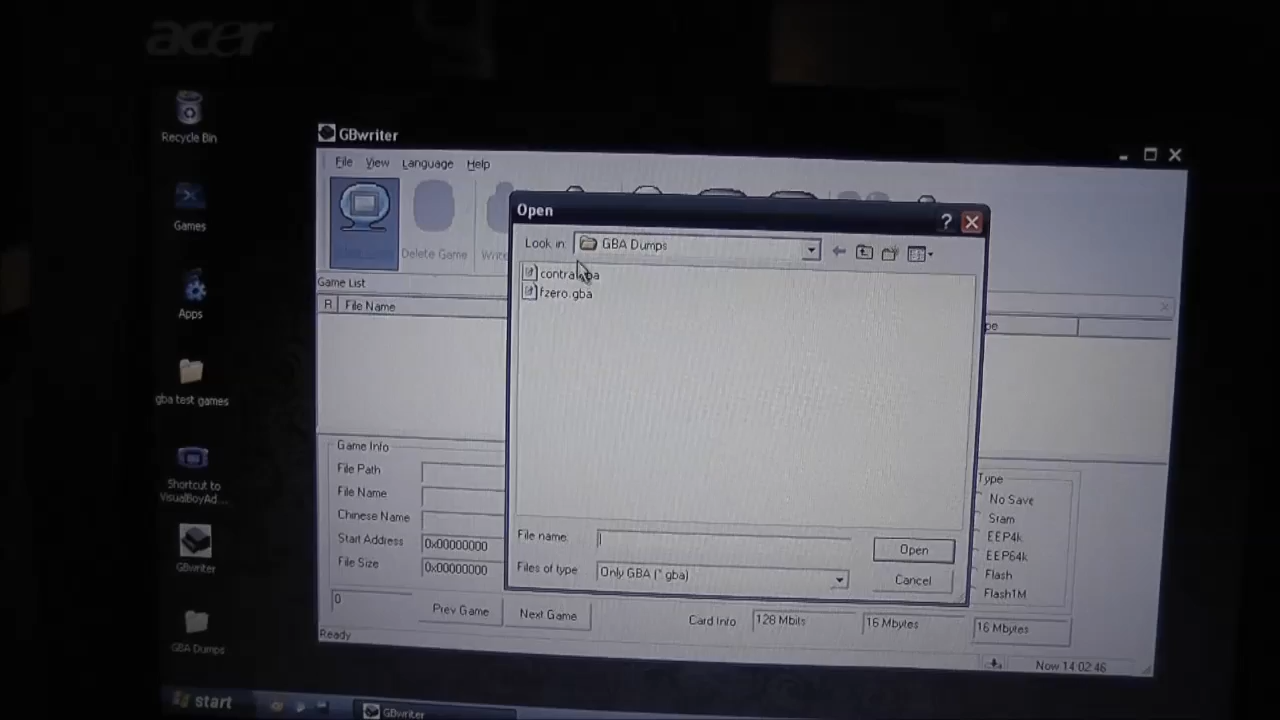 acer
Recycle Bin
Games
Apps
gba test games
Shortcut to
VisualBoyAd...
GBwriter
GBA Dumps
start
GBwriter
GBwriter
File View Language Help
Delete Game
Game List
R File Name
Game Info
File Path
File Name
Chinese Name
Start Address 0x00000000
File Size 0x00000000
0
Prev Game
Next Game
Card Info
128 Mbits
16 Mbytes
16 Mbytes
Ready
Now 14:02:46
Open
Look in
GBA Dumps
fzero.gba
File name:
Open
Files of type
Only GBA (*.gba)
Cancel
Type
No Save
Sram
EEP4k
EEP64k
Flash
Flash1M